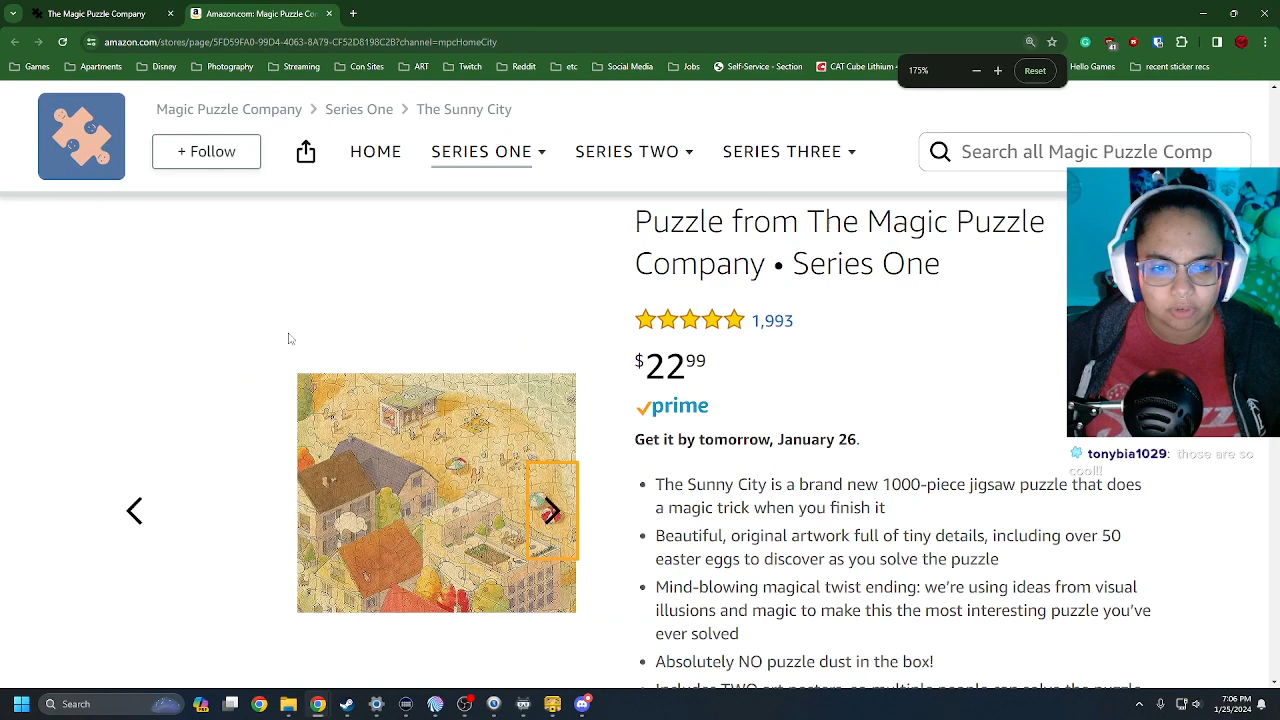 The Magic Puzzle Company
Amazon.com: Magic Puzzle Co
amazon.com/stores/page/5FD59FA0-99D4-4063-8A79-CF52D8198C2B?channel=mpcHomeCity
41
Games
Apartments
Disney
Photography
Streaming
Con Sites
ART
Twitch
Reddit
etc
Social Media
Jobs
Self-Service - Section
CAT Cube Lithium-
Hello Games
recent sticker recs
175%
Reset
Magic Puzzle Company
Series One
The Sunny City
+ Follow
HOME
SERIES ONE
SERIES TWO
SERIES THREE
Search all Magic Puzzle Comp
Puzzle from The Magic Puzzle
Company • Series One
1,993
$22 99
prime
Get it by tomorrow, January 26.
• The Sunny City is a brand new 1000-piece jigsaw puzzle that does
a magic trick when you finish it
• Beautiful, original artwork full of tiny details, including over 50
easter eggs to discover as you solve the puzzle
• Mind-blowing magical twist ending: we're using ideas from visual
illusions and magic to make this the most interesting puzzle you've
ever solved
• Absolutely NO puzzle dust in the box!
tonybia1029: those are so
cool!!
Search
7:06 PM
1/25/2024